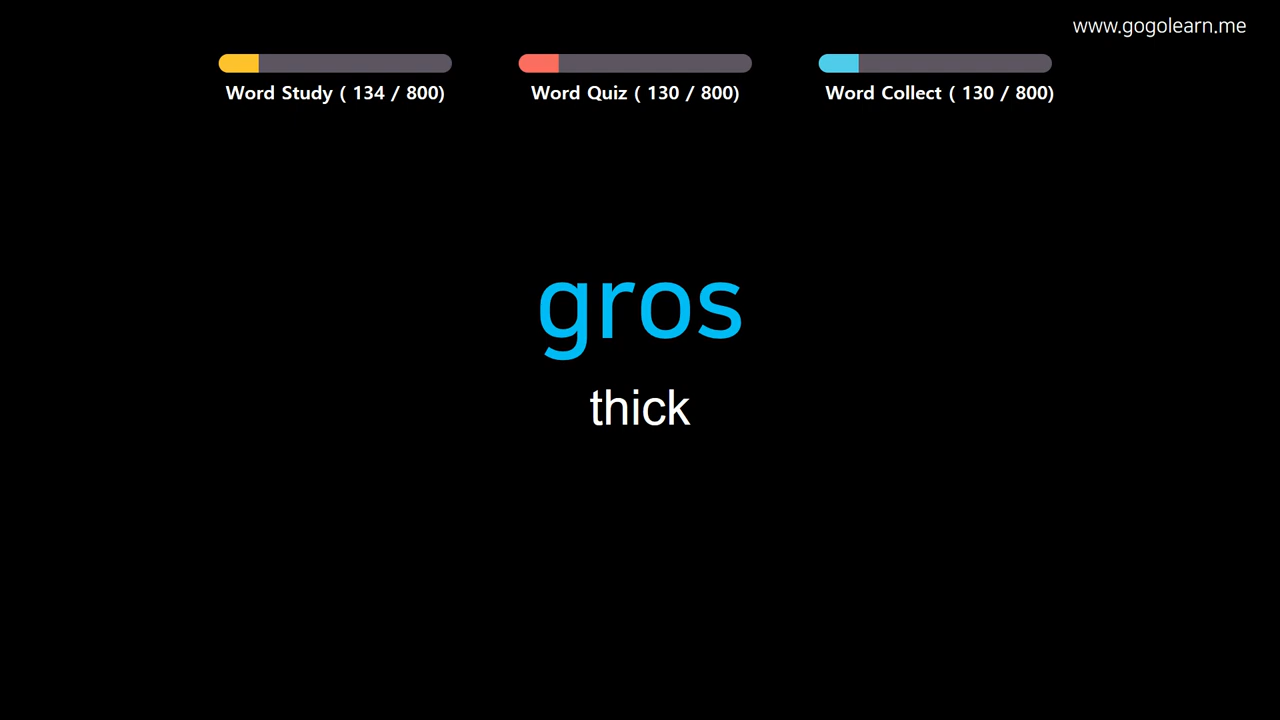 www.gogolearn.me
Word Study ( 134 / 800)
Word Quiz ( 130 / 800)
Word Collect ( 130 / 800)
gros
thick